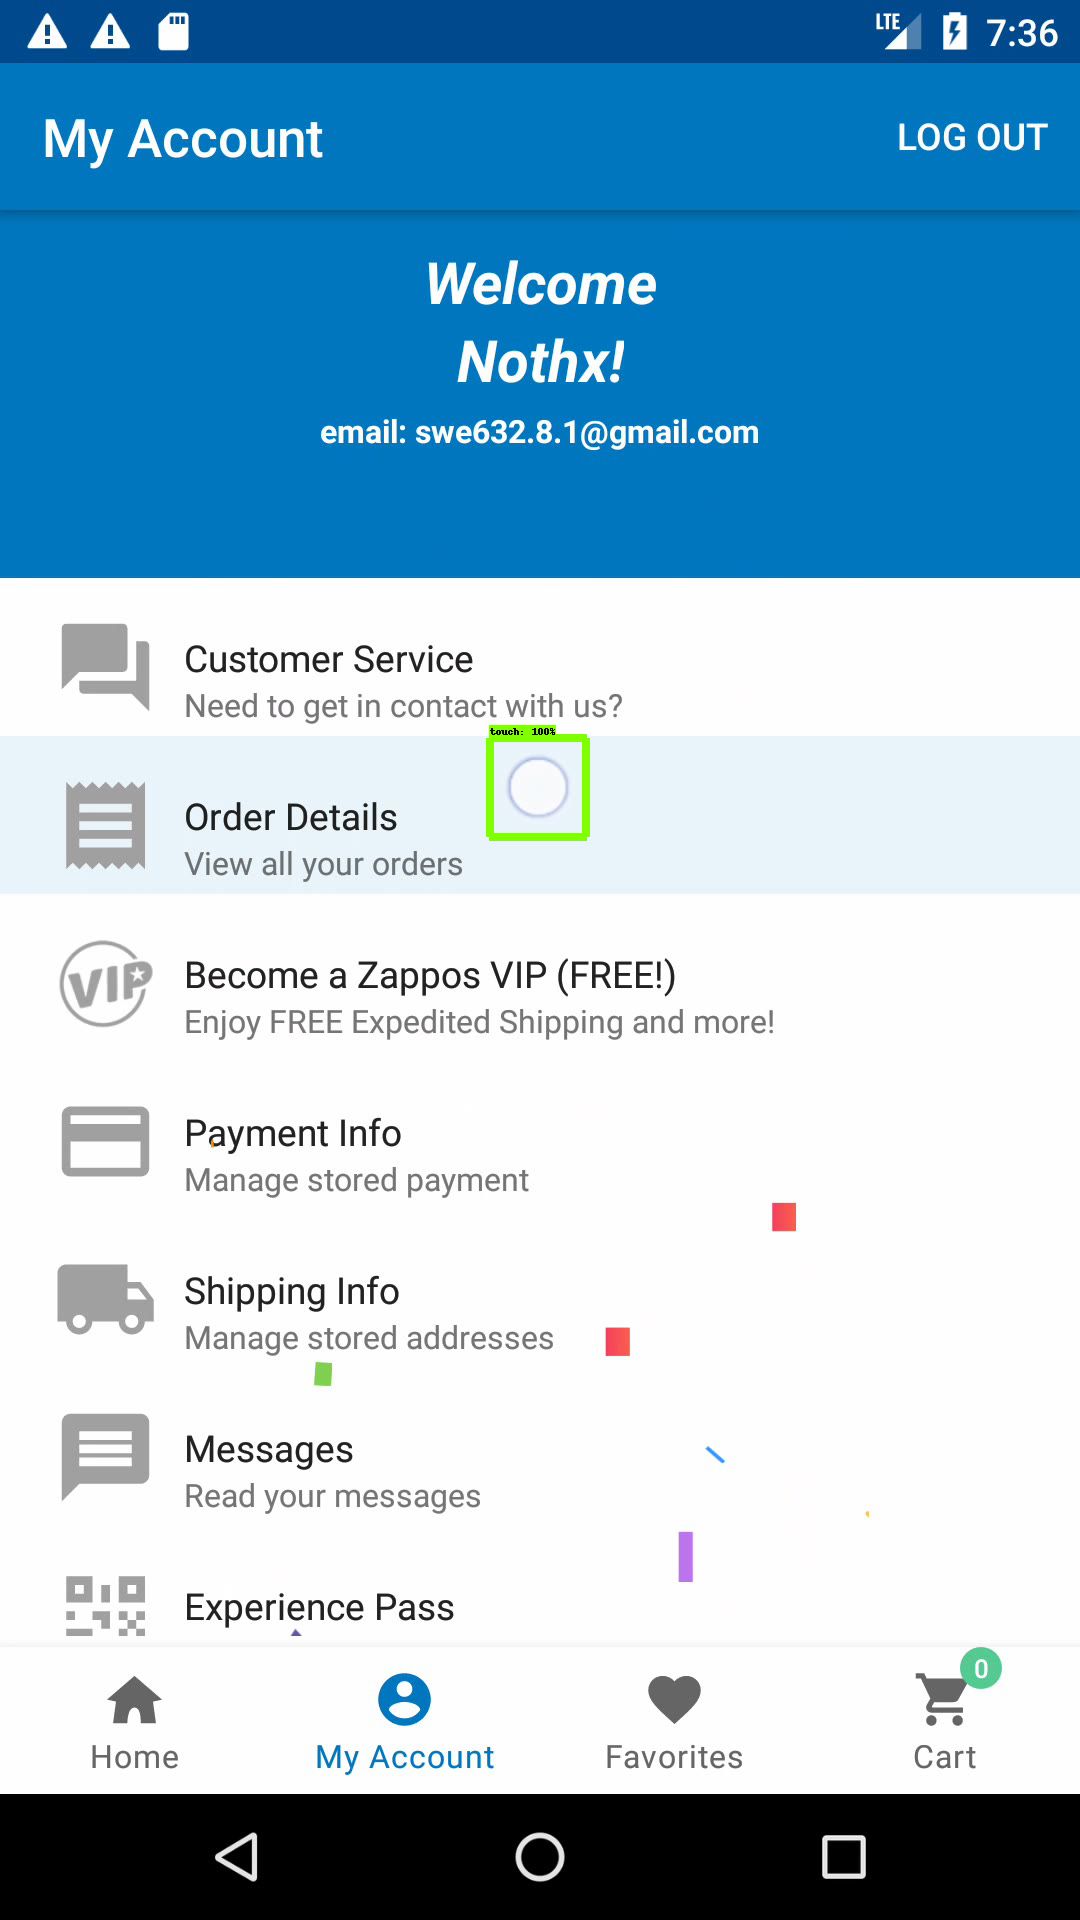 LTE 7:36
My Account LOG OUT
Welcome
Nothx!
email: swe632.8.1@gmail.com
Customer Service
Need to get in contact with us?
touch: 100%
Order Details
View all your orders
VIP
Become a Zappos VIP (FREE!)
Enjoy FREE Expedited Shipping and more!
Payment Info
Manage stored payment
Shipping Info
Manage stored addresses
Messages
Read your messages
Experience Pass
0
Home My Account Favorites Cart